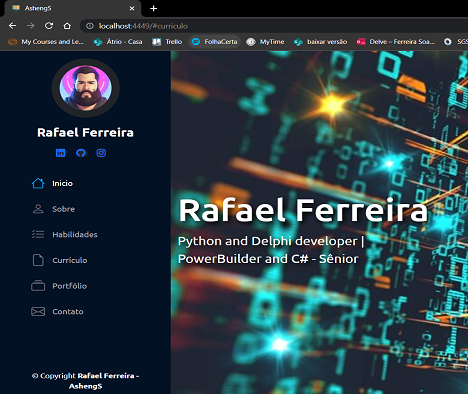 AshengS
localhost:4449/#curriculo
My Courses and Le...
Átrio - Casa
Trello
FolhaCerta
MyTime
baixar versão
Delve – Ferreira Soa...
SGS
Rafael Ferreira
Inicio
Sobre
Habilidades
Currículo
Portfólio
Contato
© Copyright Rafael Ferreira -
AshengS
Rafael Ferreira
Python and Delphi developer |
PowerBuilder and C# - Sênior